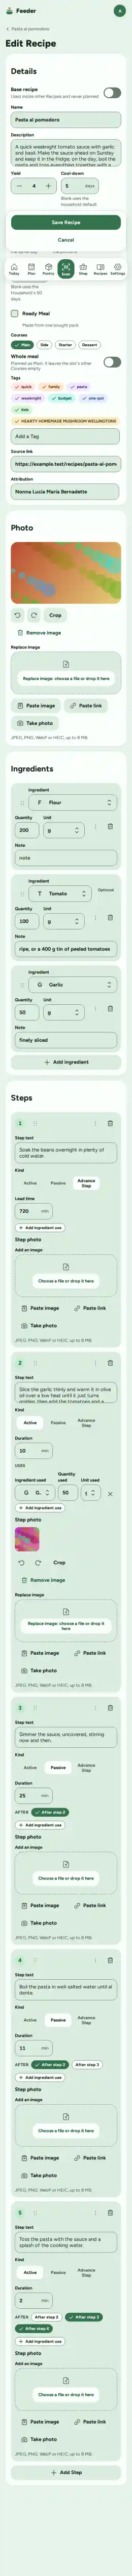 Feeder
A
Pasta al pomodoro
Edit Recipe
Details
Base recipe
Used inside other Recipes and never planned
Name
Pasta al pomodoro
Description
A quick weeknight tomato sauce with garlic
and basil. Make the sauce ahead on Sunday
and keep it in the fridge; on the day, boil the
Yield
Cook-down
4
5
days
Blank uses the
household default
Save Recipe
Cancel
Today
Plan
Pantry
Scan
Shop
Recipes
Settings
Blank uses the
household's 90
days.
Ready Meal
Made from one bought pack
Courses
Main
Side
Starter
Dessert
Whole meal
Planned as Main; it leaves the slot's other
Courses empty
Tags
quick
family
pasta
weeknight
budget
one-pot
kids
HEARTY HOMEMADE MUSHROOM WELLINGTONS
Add a Tag
Source link
https://example.test/recipes/pasta-al-pom
Attribution
Nonna Lucia Maria Bernadette
Photo
Crop
Remove image
Replace image
Replace image: choose a file or drop it here
Paste image
Paste link
Take photo
JPEG, PNG, WebP or HEIC, up to 8 MB.
Ingredients
Ingredient
F Flour
Quantity
Unit
200
g
Note
note
Ingredient
T Tomato
Optional
Quantity
Unit
100
g
Note
ripe, or a 400 g tin of peeled tomatoes
Ingredient
G Garlic
Quantity
Unit
50
g
Note
finely sliced
Add ingredient
Steps
1
Step text
Soak the beans overnight in plenty of
cold water.
Kind
Active
Passive
Advance
Step
Lead time
720
min
Add ingredient use
Step photo
Add an image
Choose a file or drop it here
Paste image
Paste link
Take photo
JPEG, PNG, WebP or HEIC, up to 8 MB.
2
Step text
Slice the garlic thinly and warm it in olive
oil over a low heat until it just turns
Kind
Active
Passive
Advance
Step
Duration
10
min
USES
Ingredient used
Quantity
used
Unit used
G G.
50
Add ingredient use
Step photo
Crop
Remove image
Replace image
Replace image: choose a file or drop it
here
Paste image
Paste link
Take photo
JPEG, PNG, WebP or HEIC, up to 8 MB.
3
Step text
Simmer the sauce, uncovered, stirring
now and then.
Kind
Active
Passive
Advance
Step
Duration
25
min
AFTER
After step 2
Add ingredient use
Step photo
Add an image
Choose a file or drop it here
Paste image
Paste link
Take photo
JPEG, PNG, WebP or HEIC, up to 8 MB.
4
Step text
Boil the pasta in well-salted water until al
dente.
Kind
Active
Passive
Advance
Step
Duration
11
min
AFTER
After step 2
After step 3
Add ingredient use
Step photo
Add an image
Choose a file or drop it here
Paste image
Paste link
Take photo
JPEG, PNG, WebP or HEIC, up to 8 MB.
5
Step text
Toss the pasta with the sauce and a
splash of the cooking water.
Kind
Active
Passive
Advance
Step
Duration
2
min
AFTER
After step 2
After step 3
After step 4
Add ingredient use
Step photo
Add an image
Choose a file or drop it here
Paste image
Paste link
Take photo
JPEG, PNG, WebP or HEIC, up to 8 MB.
Add Step